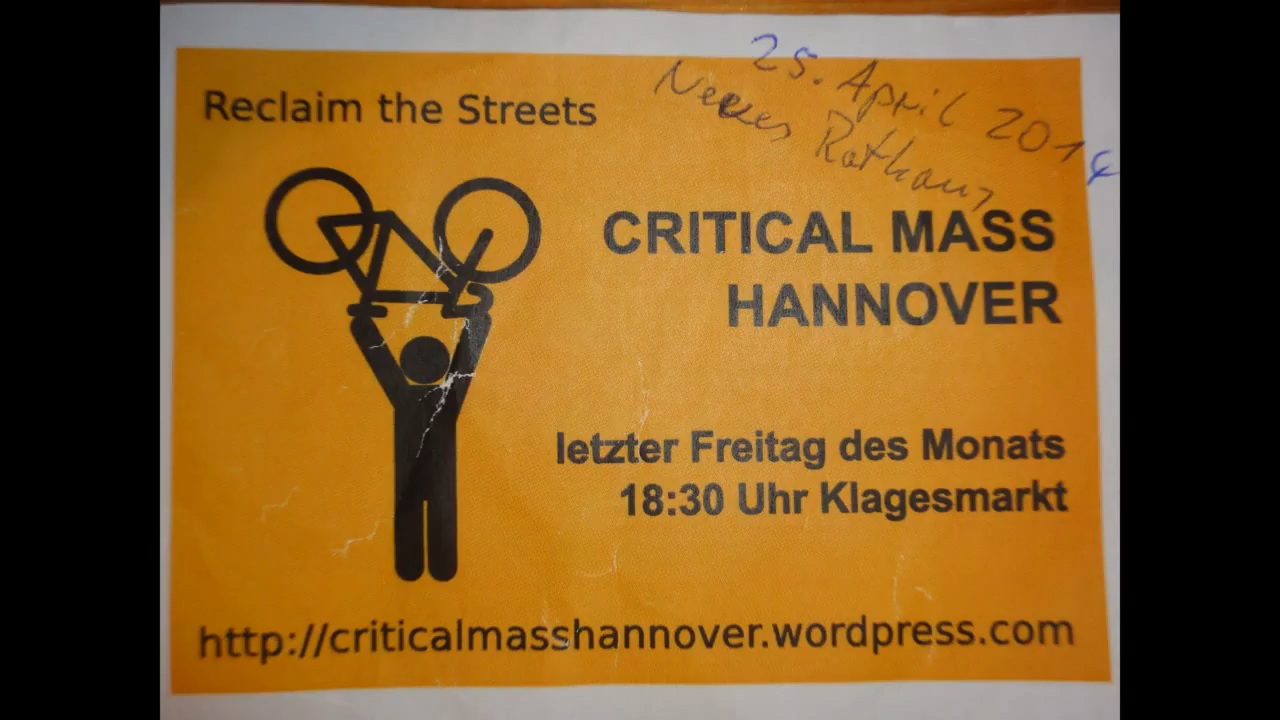 25. April 2014
Neues Rathaus
Reclaim the Streets
CRITICAL MASS
HANNOVER
letzter Freitag des Monats
18:30 Uhr Klagesmarkt
http://criticalmasshannover.wordpress.com